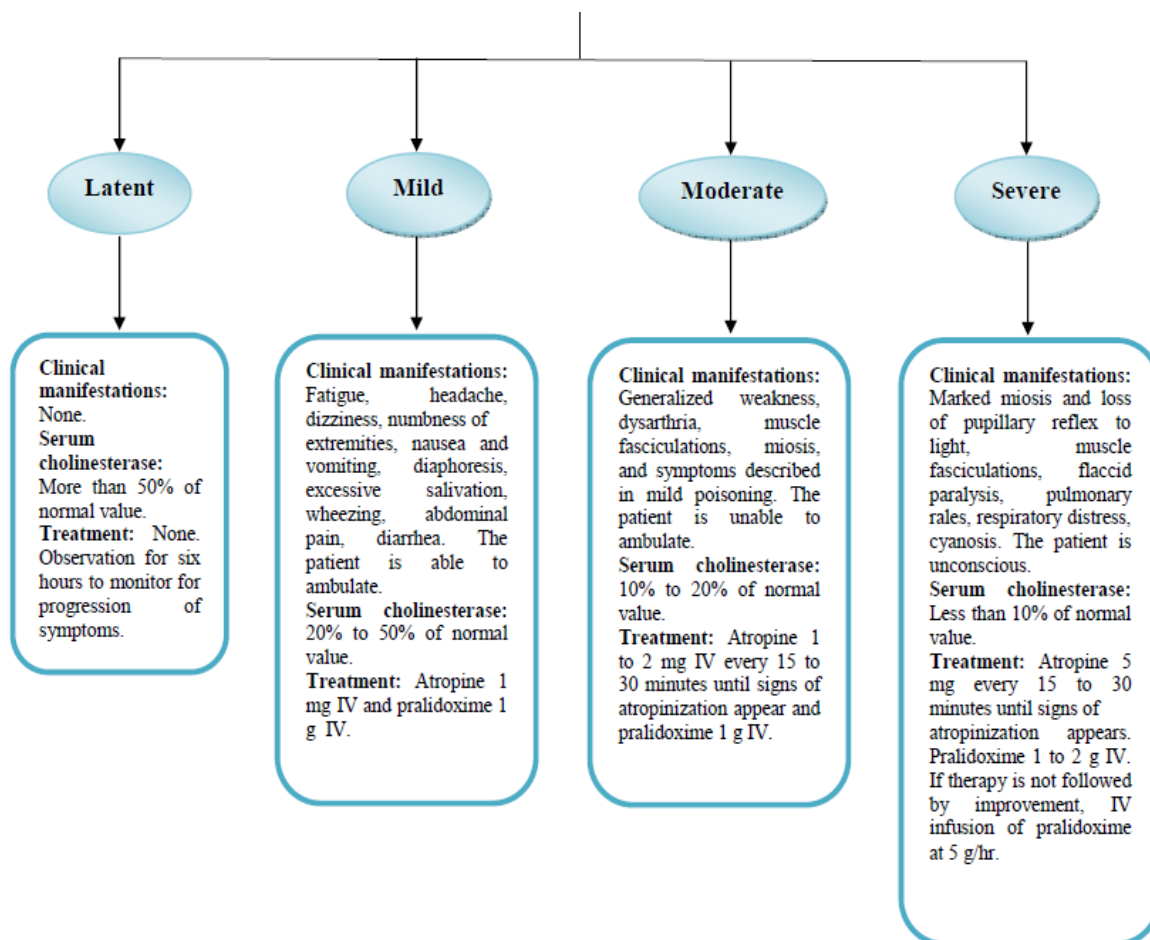 Latent
Mild
Moderate
Severe
Clinical
manifestations:
None.
Serum
cholinesterase:
More than 50% of
normal value.
Treatment: None.
Observation for six
hours to monitor for
progression of
symptoms.
Clinical manifestations:
Fatigue, headache,
dizziness, numbness of
extremities, nausea and
vomiting, diaphoresis,
excessive salivation,
wheezing, abdominal
pain, diarrhea. The
patient is able to
ambulate.
Serum cholinesterase:
20% to 50% of normal
value.
Treatment: Atropine 1
mg IV and pralidoxime 1
g IV.
Clinical manifestations:
Generalized weakness,
dysarthria, muscle
fasciculations, miosis,
and symptoms described
in mild poisoning. The
patient is unable to
ambulate.
Serum cholinesterase:
10% to 20% of normal
value.
Treatment: Atropine 1
to 2 mg IV every 15 to
30 minutes until signs of
atropinization appear and
pralidoxime 1 g IV.
Clinical manifestations:
Marked miosis and loss
of pupillary reflex to
light, muscle
fasciculations, flaccid
paralysis, pulmonary
rales, respiratory distress,
cyanosis. The patient is
unconscious.
Serum cholinesterase:
Less than 10% of normal
value.
Treatment: Atropine 5
mg every 15 to 30
minutes until signs of
atropinization appears.
Pralidoxime 1 to 2 g IV.
If therapy is not followed
by improvement, IV
infusion of pralidoxime
at 5 g/hr.